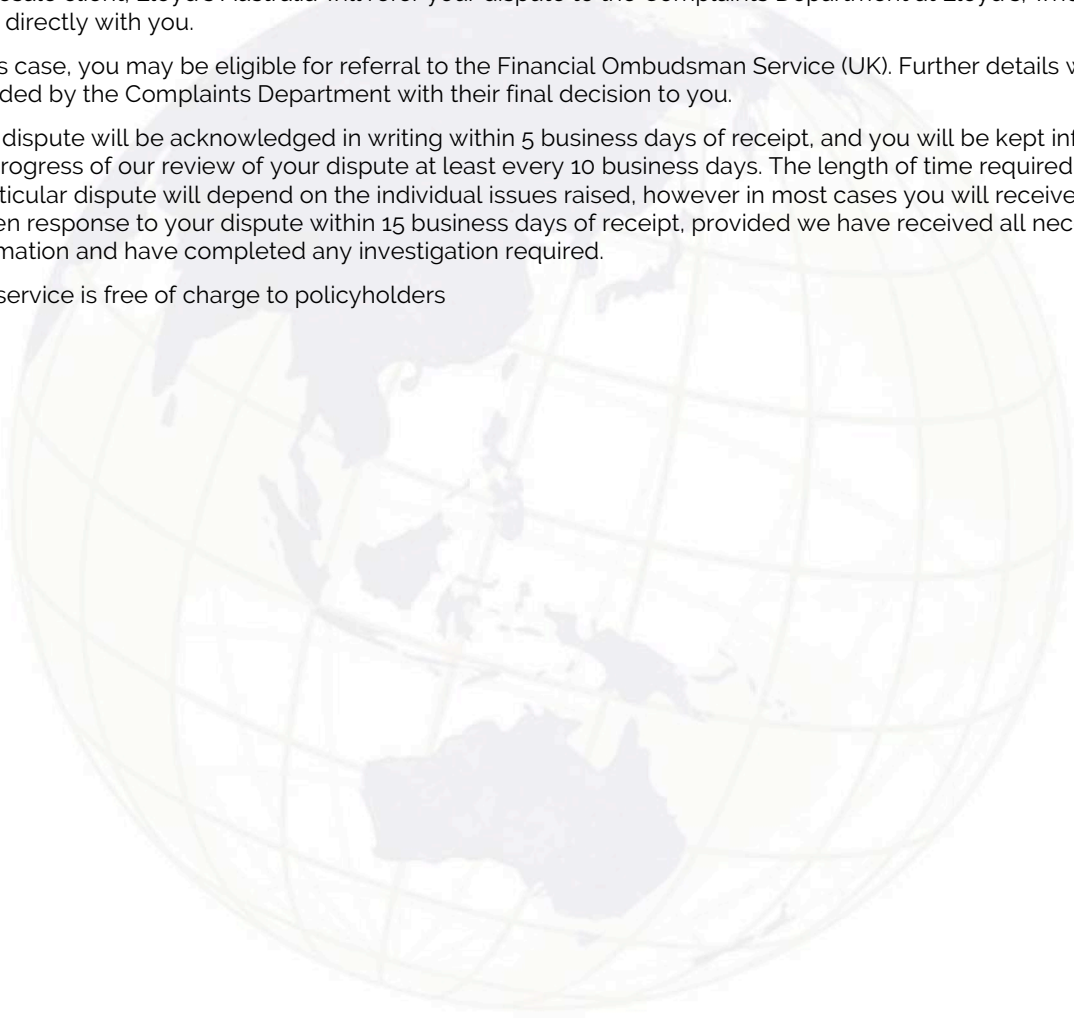 directly with you.
s case, you may be eligible for referral to the Financial Ombudsman Service (UK). Further details
ded by the Complaints Department with their final decision to you.
dispute will be acknowledged in writing within 5 business days of receipt, and you will be kept
rogress of our review of your dispute at least every 10 business days. The length of time required
ticular dispute will depend on the individual issues raised, however in most cases you will receive
en response to your dispute within 15 business days of receipt, provided we have received all nec
mation and have completed any investigation required.
service is free of charge to policyholders